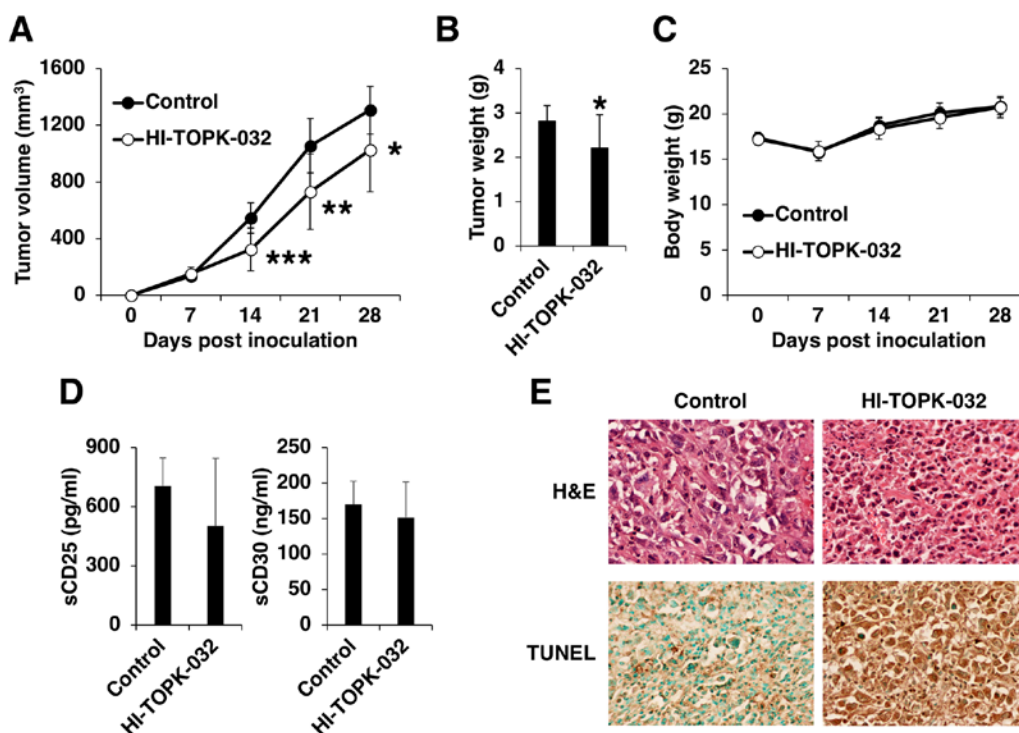 A
Tumor volume (mm³)
1600
1200
800
400
0
Control
HI-TOPK-032
***
**
*
0 7 14 21 28
Days post inoculation
B
Tumor weight (g)
4
3
2
1
0
*
Control
HI-TOPK-032
C
Body weight (g)
25
20
15
10
5
0
Control
HI-TOPK-032
0 7 14 21 28
Days post inoculation
D
sCD25 (pg/ml)
900
600
300
0
Control
HI-TOPK-032
sCD30 (ng/ml)
250
200
150
100
50
0
Control
HI-TOPK-032
E
Control HI-TOPK-032
H&E
TUNEL